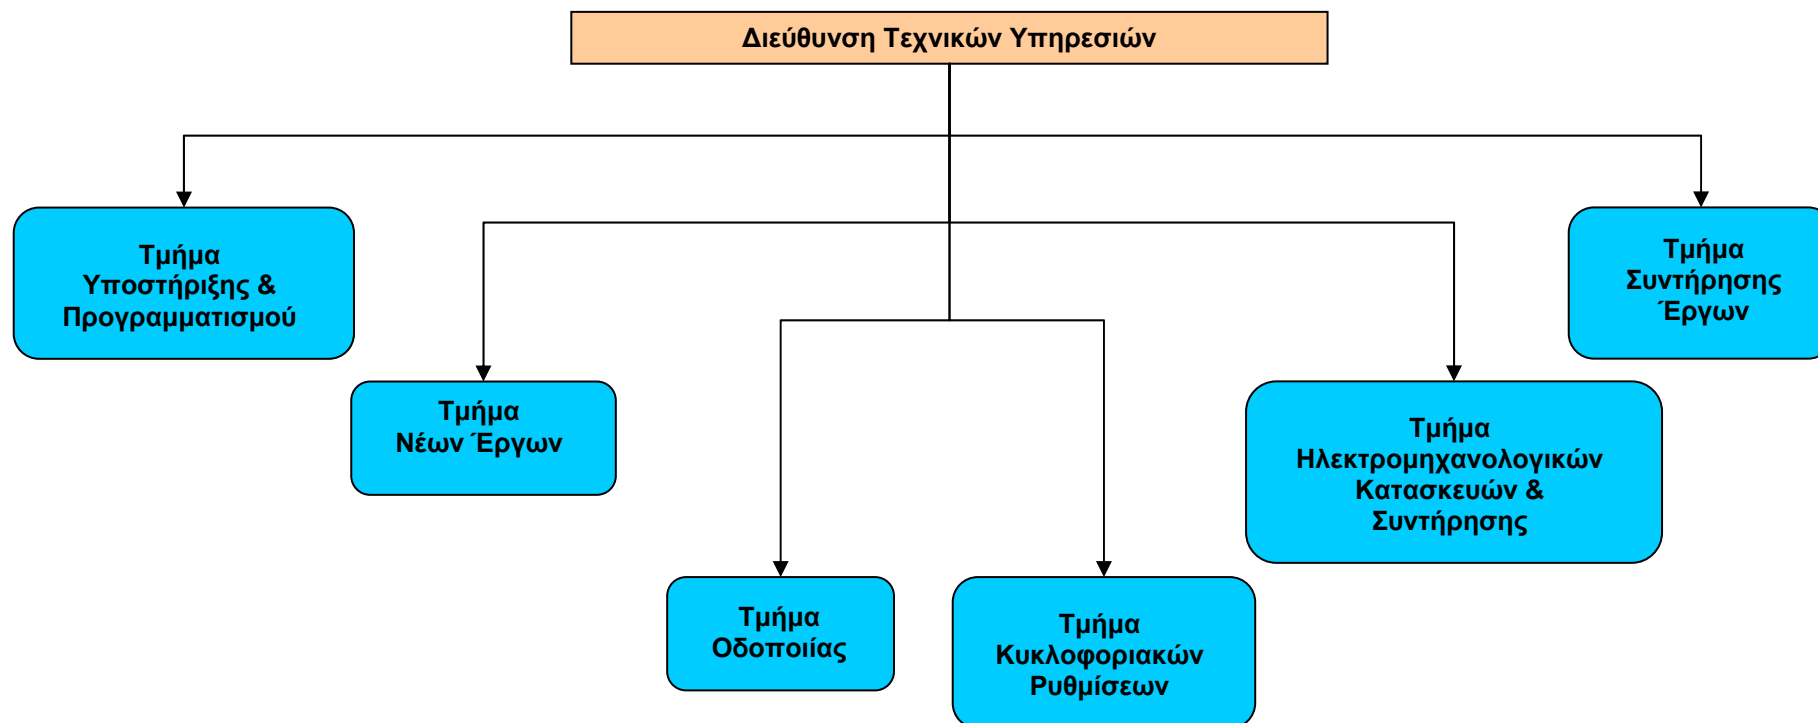 Διεύθυνση Τεχνικών Υπηρεσιών
Τμήμα
Υποστήριξης &
Προγραμματισμού
Τμήμα
Συντήρησης
Έργων
Τμήμα
Νέων Έργων
Τμήμα
Ηλεκτρομηχανολογικών
Κατασκευών &
Συντήρησης
Τμήμα
Οδοποιίας
Τμήμα
Κυκλοφοριακών
Ρυθμίσεων